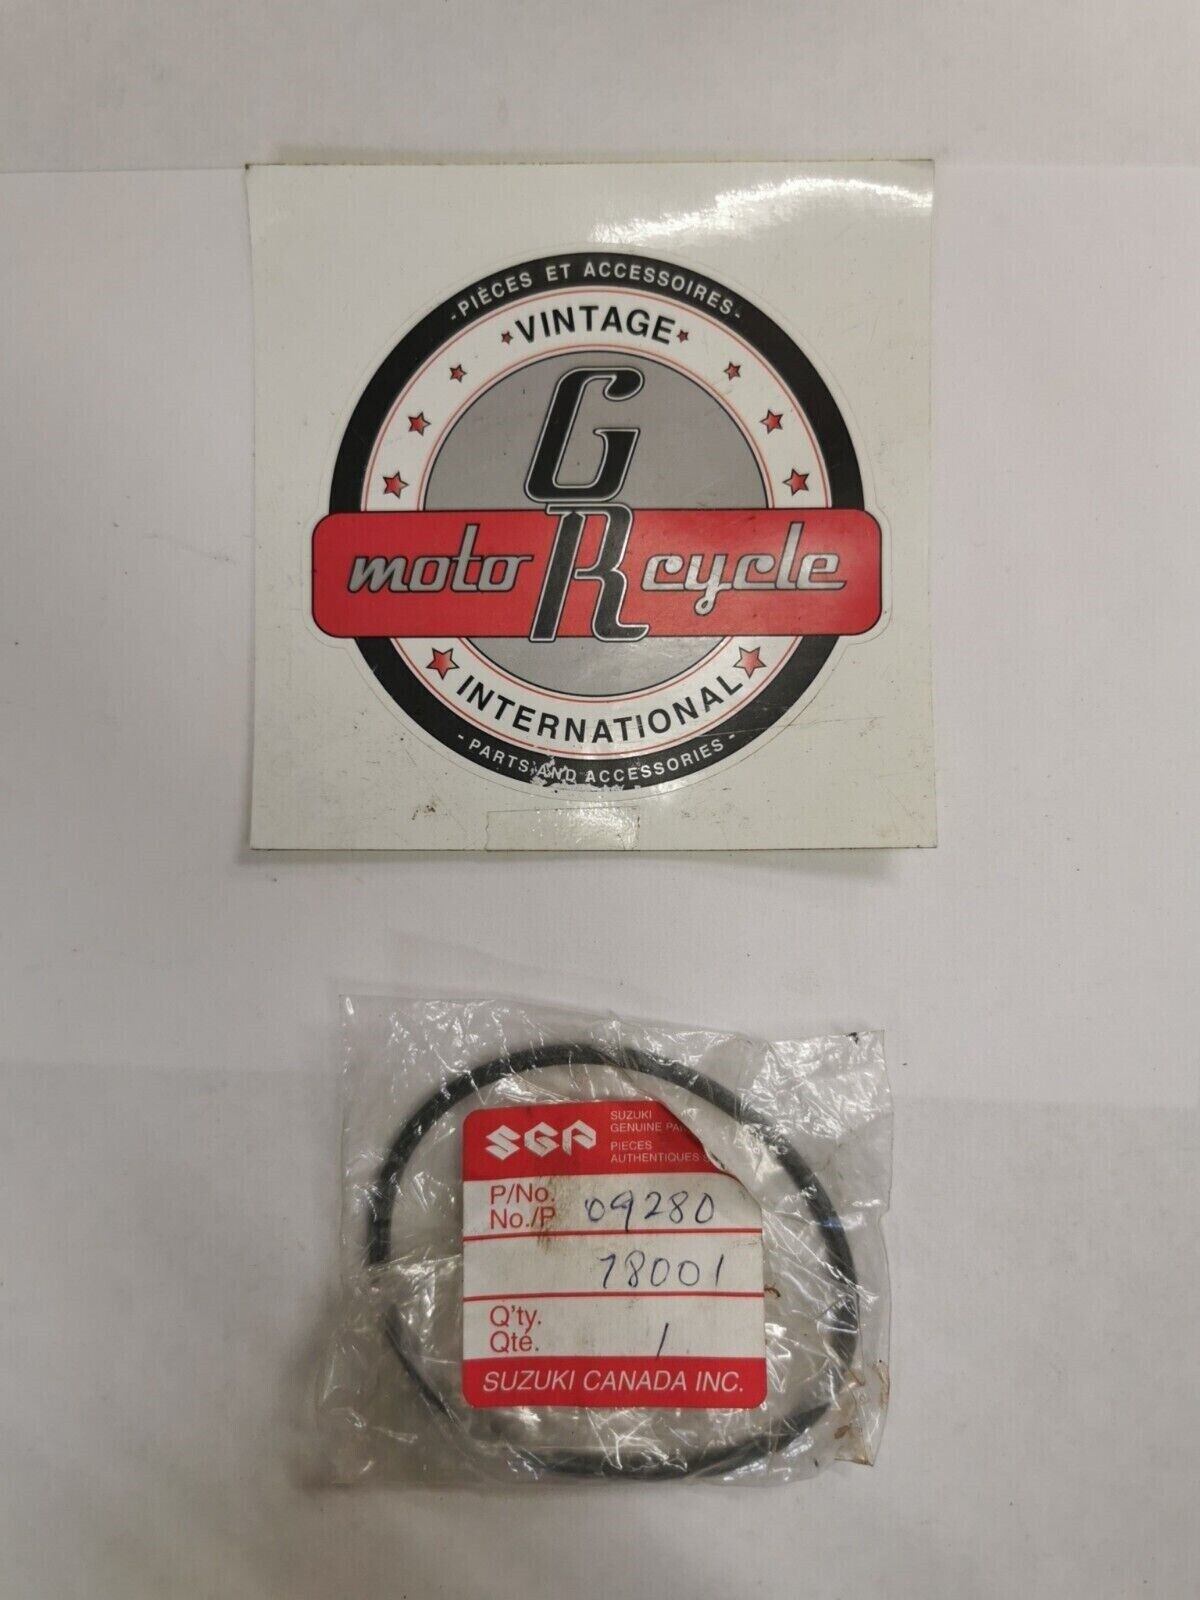 -PIÈCES ET ACCESSOIRES-
VINTAGE
GR
moto cycle
INTERNATIONAL
- PARTS AND ACCESSORIES -
SGP
SUZUKI
GENUINE
PIECES
AUTHENTIQUES
P/No.
No./P 09280
78001
Q'ty.
Qté. 1
SUZUKI CANADA INC.